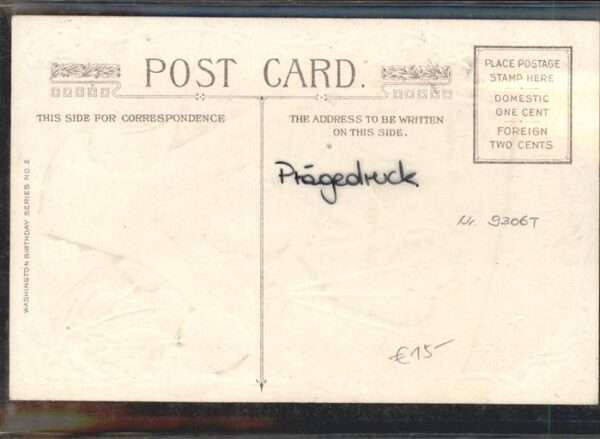 POST CARD.
THIS SIDE FOR CORRESPONDENCE
THE ADDRESS TO BE WRITTEN
ON THIS SIDE.
PLACE POSTAGE
STAMP HERE
DOMESTIC
ONE CENT
FOREIGN
TWO CENTS
Prägedruck
Nr. 9306T
€15-
WASHINGTON BIRTHDAY SERIES NO. 2